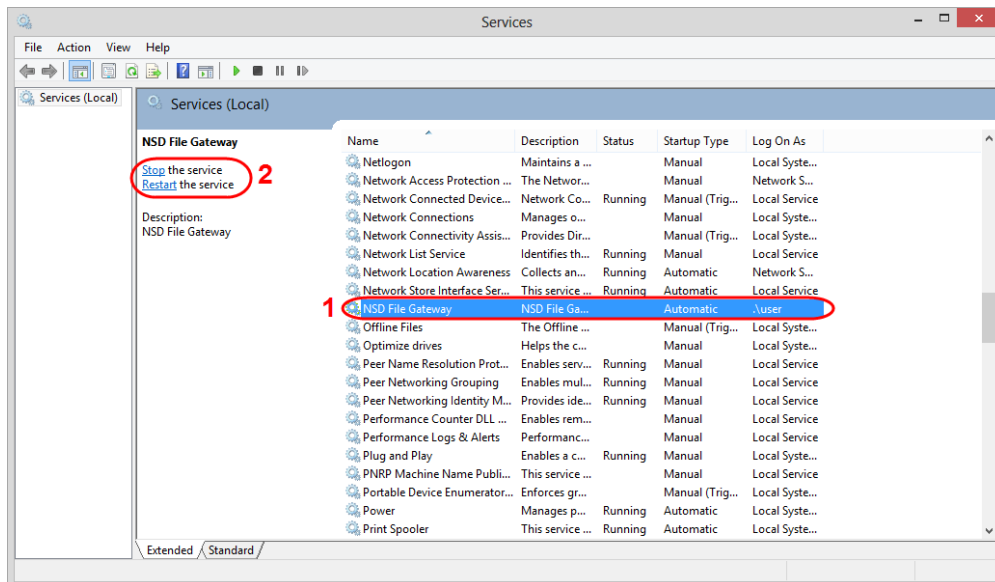 Services
File Action View Help
Services (Local)
Services (Local)
NSD File Gateway
Stop the service
Restart the service
2
Description:
NSD File Gateway
Name Description Status Startup Type Log On As
Netlogon Maintains a ... Manual Local Syste...
Network Access Protection ... The Networ... Manual Network S...
Network Connected Device... Network Co... Running Manual (Trig... Local Service
Network Connections Manages o... Manual Local Syste...
Network Connectivity Assis... Provides Dir... Manual (Trig... Local Syste...
Network List Service Identifies th... Running Manual Local Service
Network Location Awareness Collects an... Running Automatic Network S...
Network Store Interface Ser... This service ... Running Automatic Local Service
1 NSD File Gateway NSD File Ga... Automatic .\user
Offline Files The Offline ... Manual (Trig... Local Syste...
Optimize drives Helps the c... Manual Local Syste...
Peer Name Resolution Prot... Enables serv... Running Manual Local Service
Peer Networking Grouping Enables mul... Running Manual Local Service
Peer Networking Identity M... Provides ide... Running Manual Local Service
Performance Counter DLL ... Enables rem... Manual Local Service
Performance Logs & Alerts Performanc... Manual Local Service
Plug and Play Enables a c... Running Manual Local Syste...
PNRP Machine Name Publi... This service ... Manual Local Service
Portable Device Enumerator... Enforces gr... Manual (Trig... Local Syste...
Power Manages p... Running Automatic Local Syste...
Print Spooler This service ... Running Automatic Local Syste...
Extended Standard